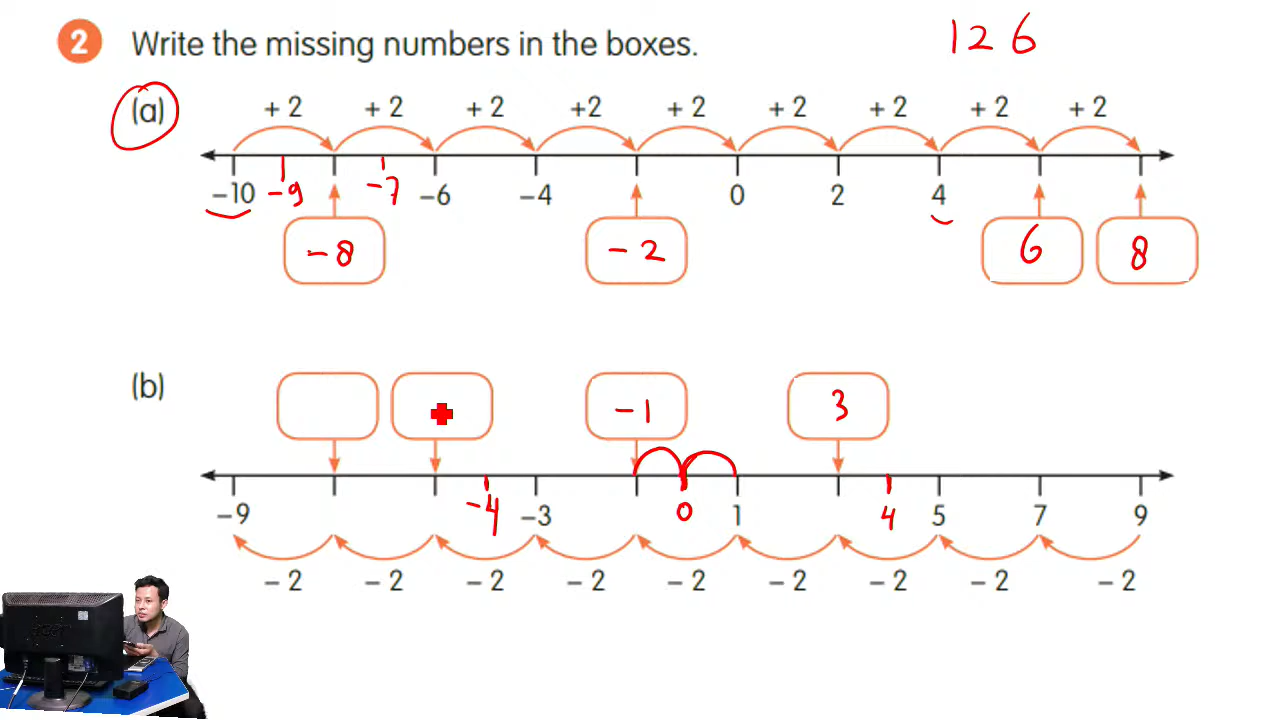 2 Write the missing numbers in the boxes. 126
(a) + 2 + 2 + 2 +2 + 2 + 2 + 2 + 2 + 2
-10 -9 -7 -6 -4 0 2 4
-8 -2 6 8
(b) -1 3
-9 -4 -3 0 1 4 5 7 9
- 2 - 2 - 2 - 2 - 2 - 2 - 2 - 2 - 2
acer